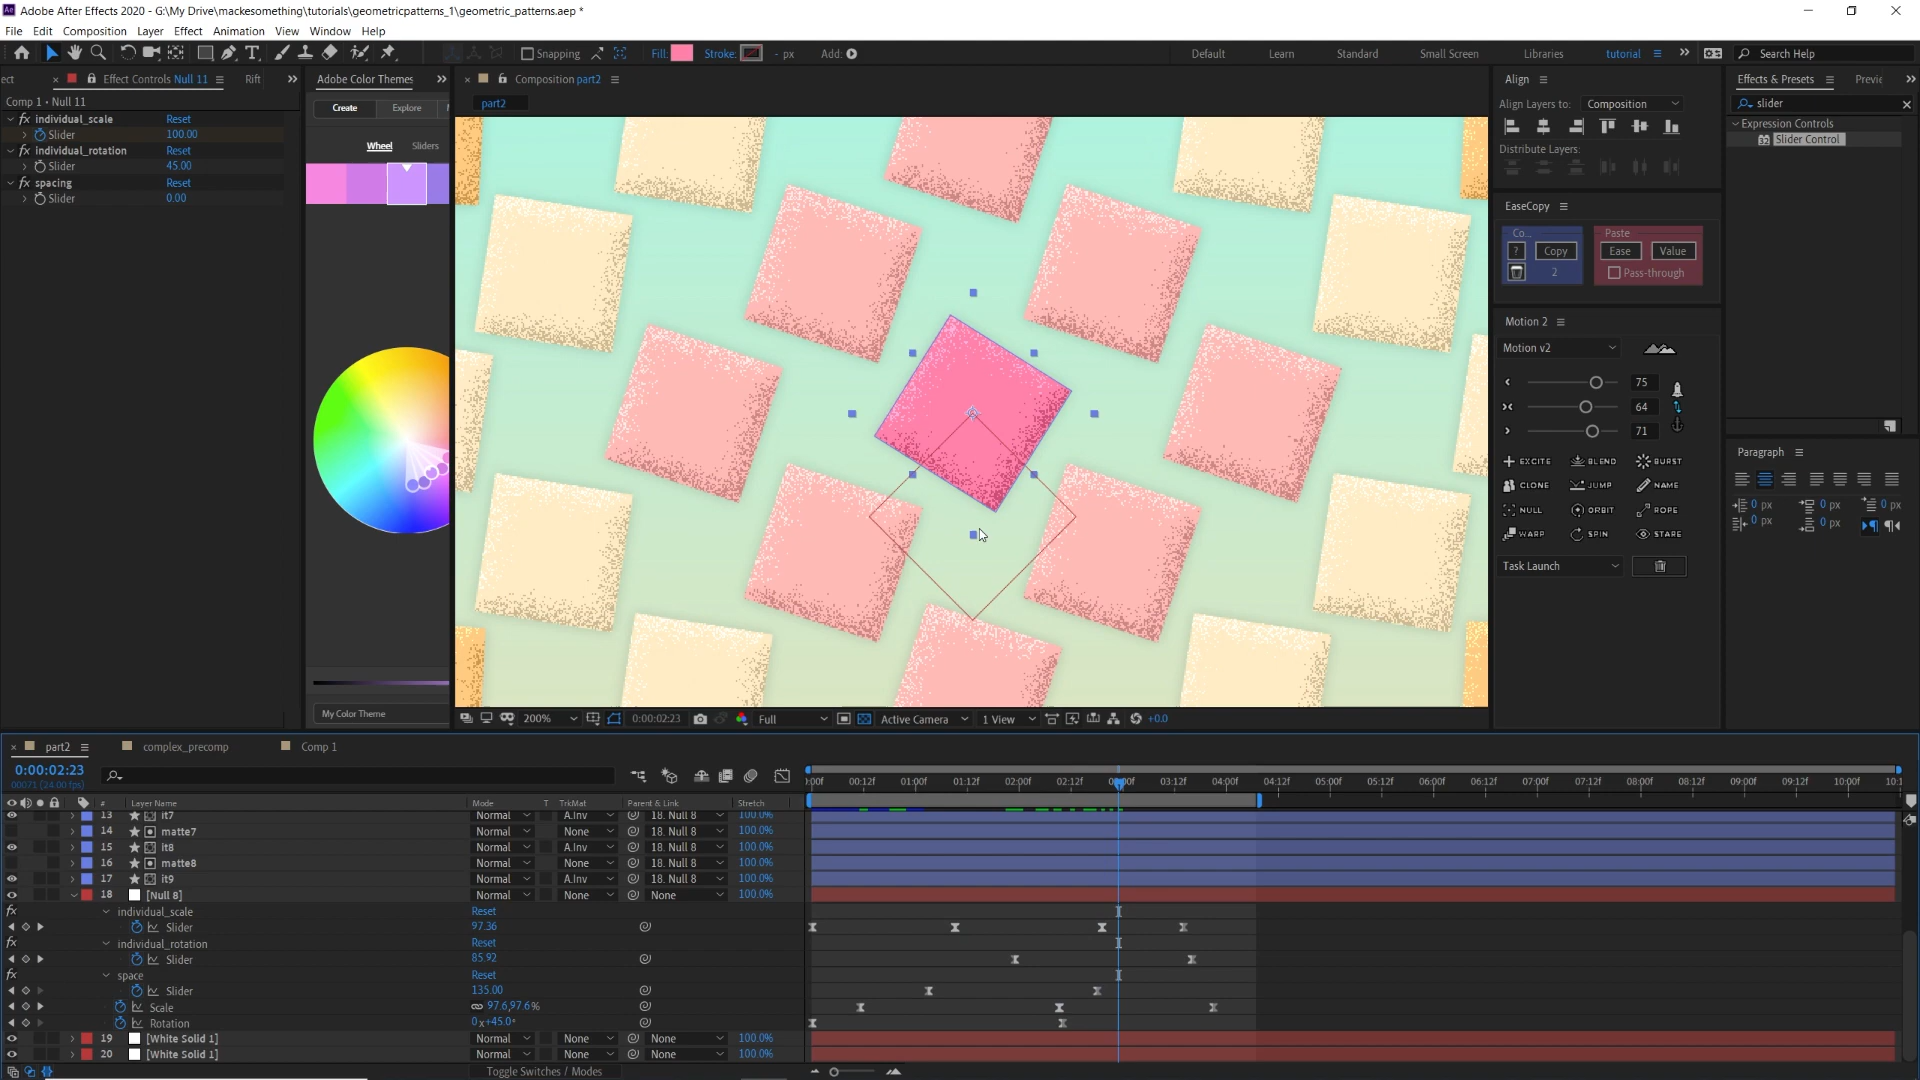 Adobe After Effects 2020 - G:\My Drive\mackesomething\tutorials\geometricpatterns_1\geometric_patterns.aep *
File Edit Composition Layer Effect Animation View Window Help
Snapping Fill: Stroke: - px Add: Default Learn Standard Small Screen Libraries tutorial Search Help
ect × Effect Controls Null 11 Rift
Comp 1 • Null 11
fx individual_scale Reset
Slider 100.00
fx individual_rotation Reset
Slider 45.00
fx spacing Reset
Slider 0.00
Adobe Color Themes
Create Explore
Wheel Sliders
My Color Theme
× Composition part2
part2
200% 0:00:02:23 Full Active Camera 1 View +0.0
Align
Align Layers to: Composition
Distribute Layers:
EaseCopy
Co... Paste
? Copy Ease Value
2 Pass-through
Motion 2
Motion v2
75
64
71
EXCITE BLEND BURST
CLONE JUMP NAME
NULL ORBIT ROPE
WARP SPIN STARE
Task Launch
Effects & Presets Previe
slider ×
Expression Controls
32 Slider Control
Paragraph
0 px 0 px 0 px
0 px 0 px
× part2 complex_precomp Comp 1
0:00:02:23
00071 (24.00 fps)
# Layer Name Mode T TrkMat Parent & Link Stretch
:00f 00:12f 01:00f 01:12f 02:00f 02:12f 03:12f 04:00f 04:12f 05:00f 05:12f 06:00f 06:12f 07:00f 07:12f 08:00f 08:12f 09:00f 09:12f 10:00f 10:1
13 it7 Normal A.Inv 18. Null 8 100.0%
14 matte7 Normal None 18. Null 8 100.0%
15 it8 Normal A.Inv 18. Null 8 100.0%
16 matte8 Normal None 18. Null 8 100.0%
17 it9 Normal A.Inv 18. Null 8 100.0%
18 [Null 8] Normal None None 100.0%
fx individual_scale Reset
Slider 97.36
fx individual_rotation Reset
Slider 85.92
fx space Reset
Slider 135.00
Scale 97.6,97.6%
Rotation 0x+45.0°
19 [White Solid 1] Normal None None 100.0%
20 [White Solid 1] Normal None None 100.0%
Toggle Switches / Modes